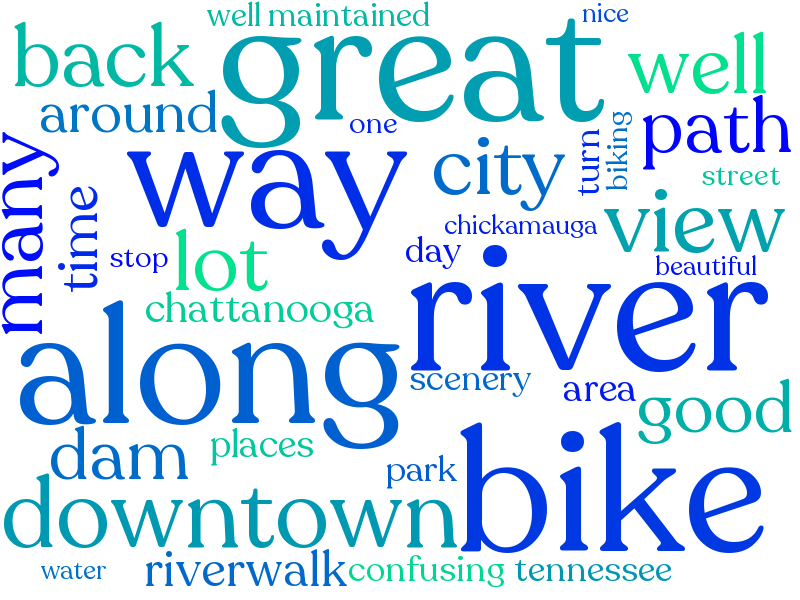 well maintained
nice
back
great
well
around
one
path
way
city
turn
biking
many
time
street
view
chickamauga
stop
lot
day
beautiful
chattanooga
river
along
scenery
area
good
dam
places
park
bike
downtown
water
riverwalk
confusing
tennessee